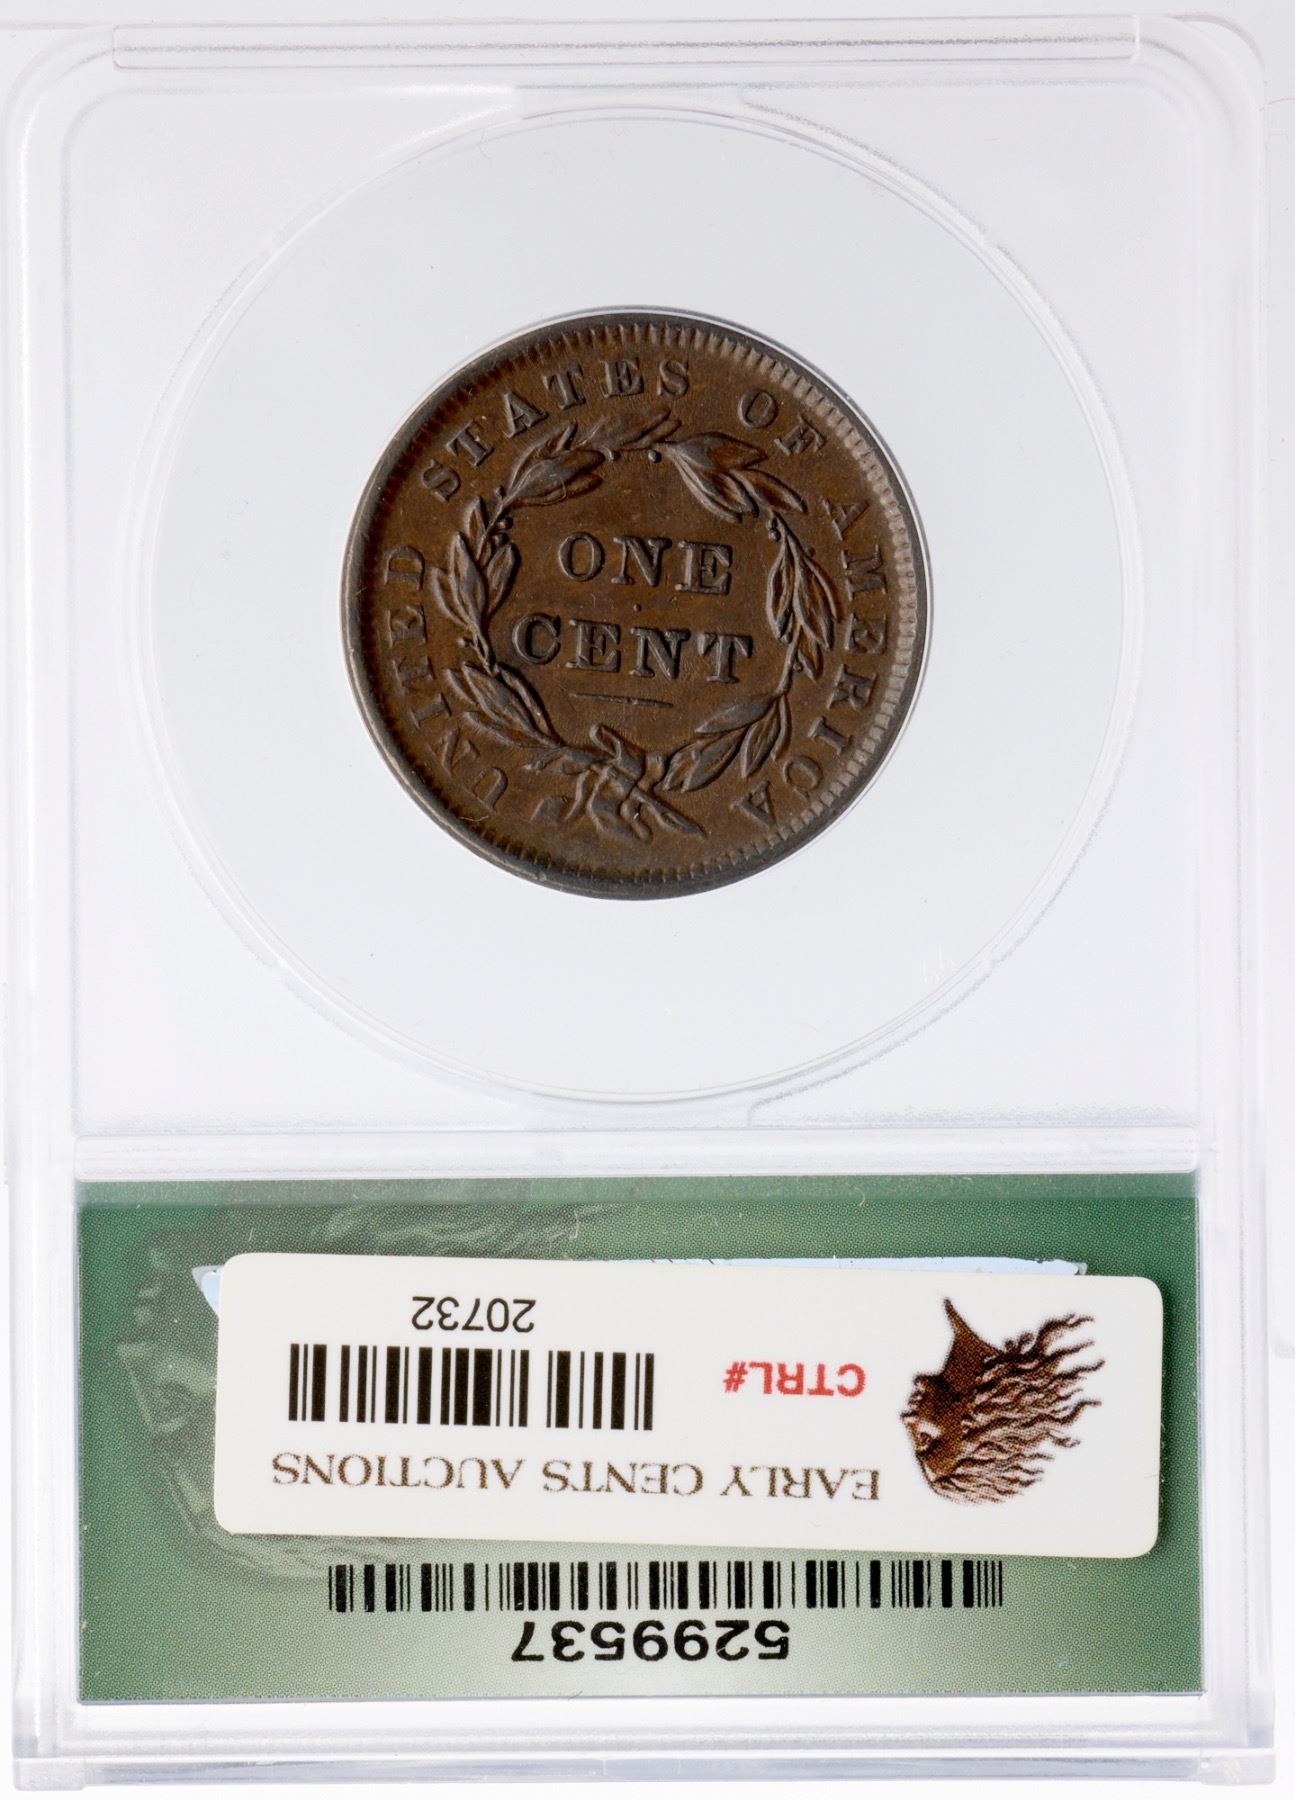 UNITED STATES OF AMERICA
ONE
CENT
5299537
EARLY CENTS AUCTIONS
CTRL#
20732